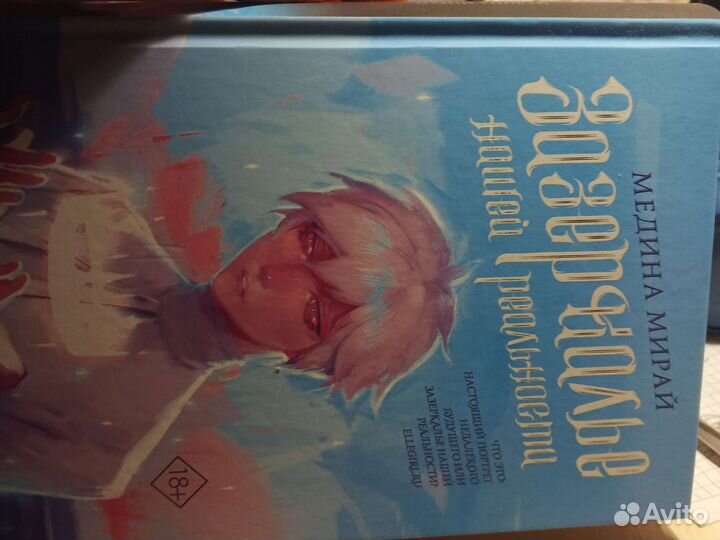 МЕДИНА МИРАЙ
Зазеркалье
нашей реальности
ЧТО ЭТО:
НАСТОЯЩИЙ ПОРТРЕТ
НЕДАЛЕКОГО
БУДУЩЕГО ИЛИ
ЗАЗЕРКАЛЬЕ НАШЕЙ
РЕАЛЬНОСТИ?
ELLEGIRL.RU
18+
Avito